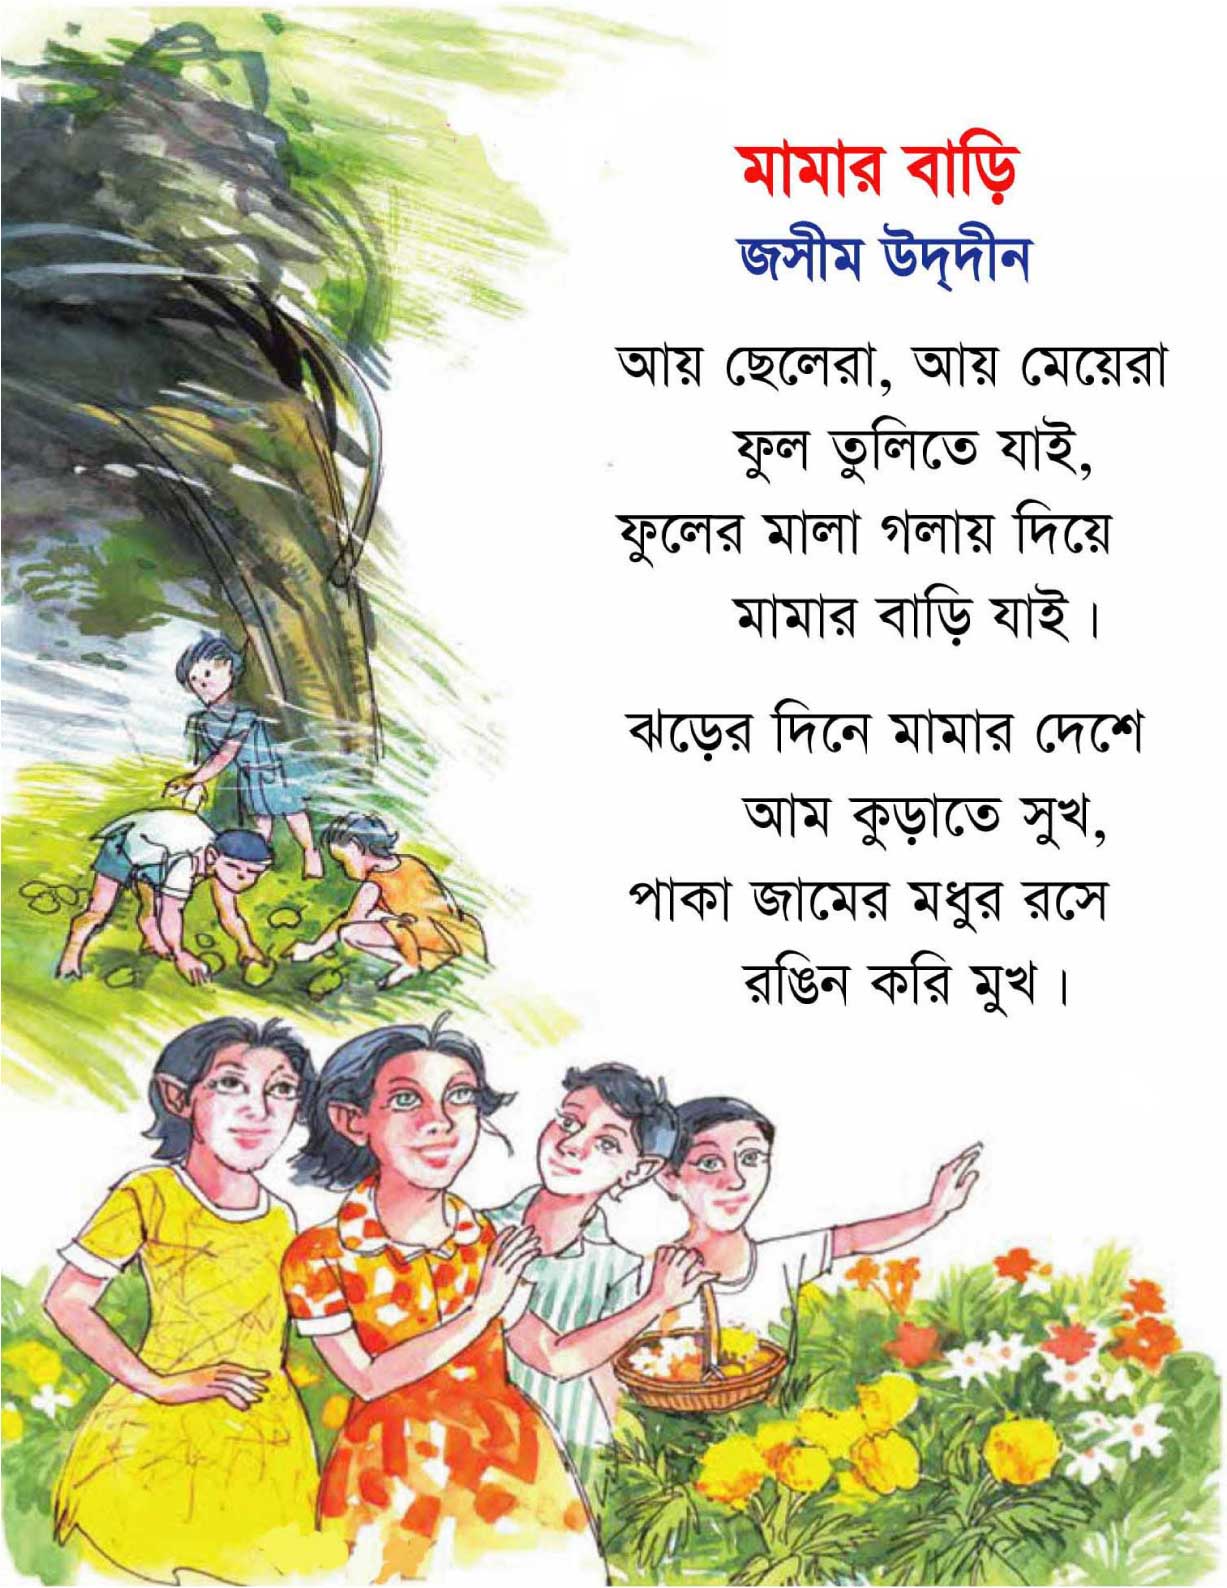 মামার বাড়ি
জসীম উদ্‌দীন
আয় ছেলেরা, আয় মেয়েরা
ফুল তুলিতে যাই,
ফুলের মালা গলায় দিয়ে
মামার বাড়ি যাই।
ঝড়ের দিনে মামার দেশে
আম কুড়াতে সুখ,
পাকা জামের মধুর রসে
রঙিন করি মুখ।